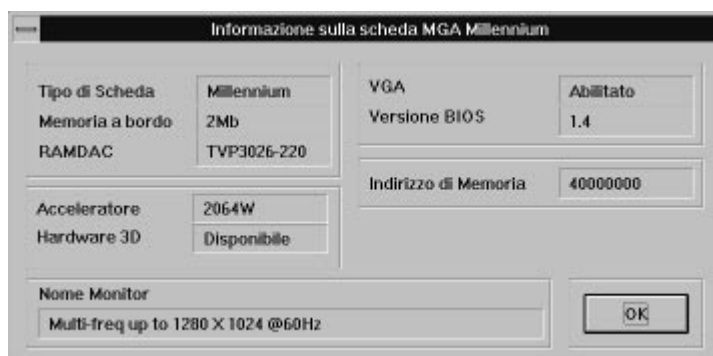 Informazione sulla scheda MGA Millennium
Tipo di Scheda Millennium
Memoria a bordo 2Mb
RAMDAC TVP3026-220
VGA Abilitato
Versione BIOS 1.4
Indirizzo di Memoria 40000000
Acceleratore 2064W
Hardware 3D Disponibile
Nome Monitor
Multi-freq up to 1280 X 1024 @60Hz
OK